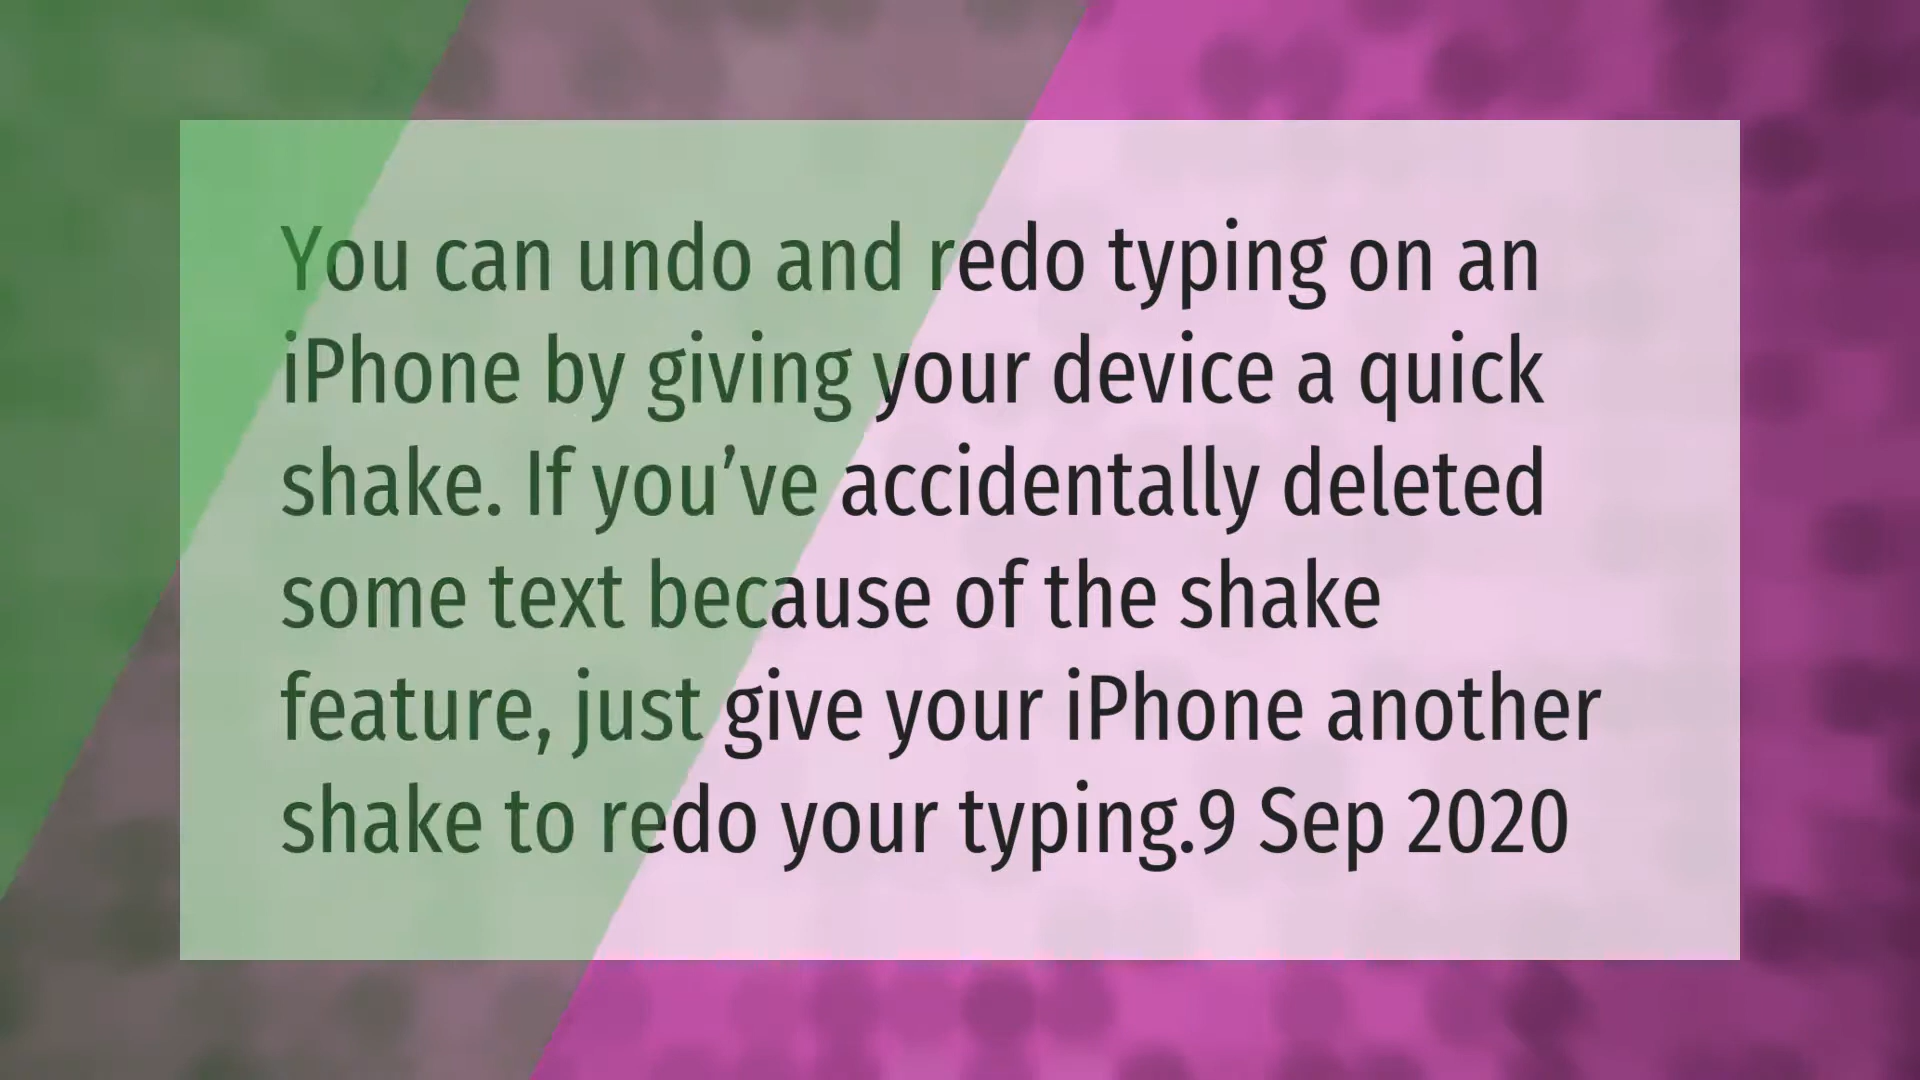 You can undo and redo typing on an
iPhone by giving your device a quick
shake. If you’ve accidentally deleted
some text because of the shake
feature, just give your iPhone another
shake to redo your typing.9 Sep 2020